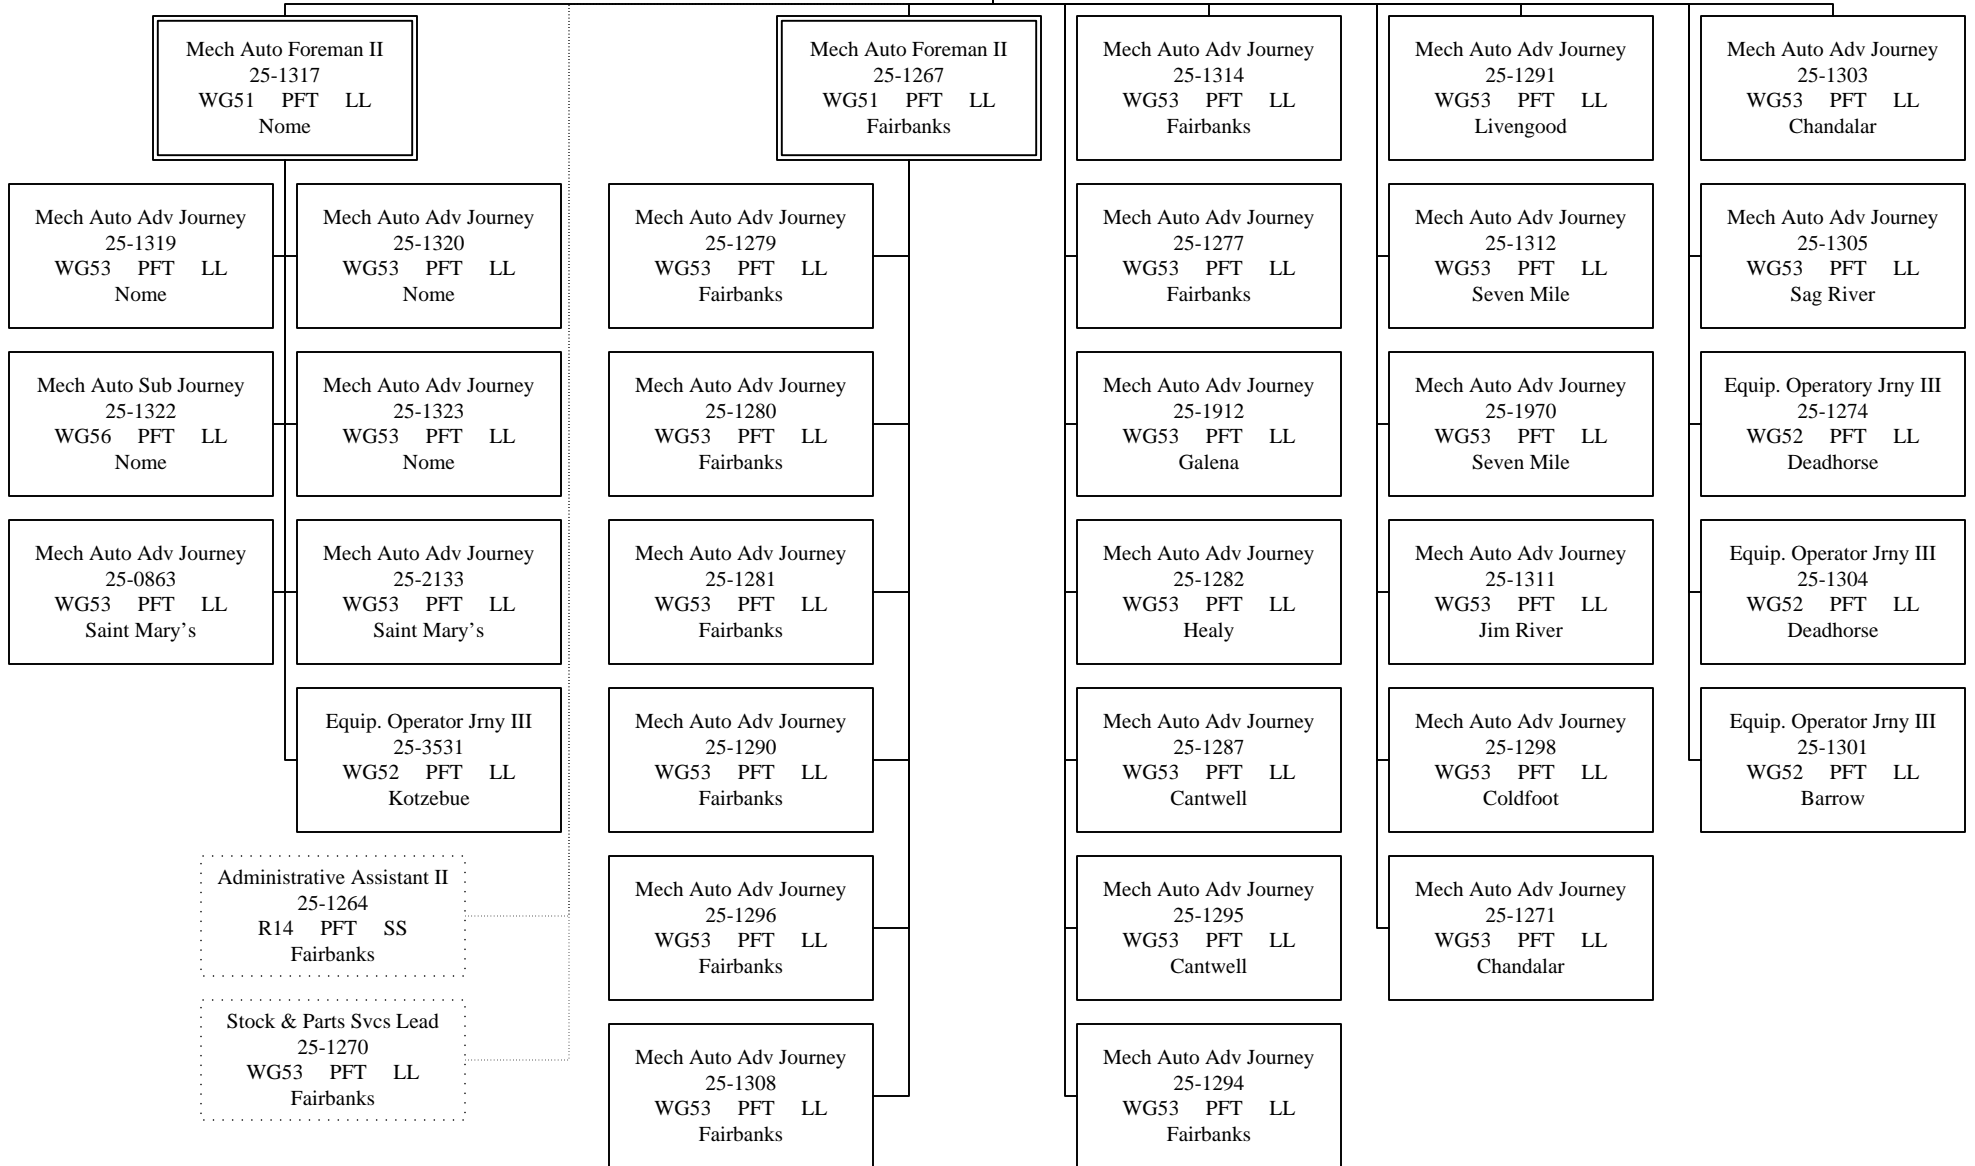 Mech Auto Foreman II
25-1317
WG51 PFT LL
Nome
Mech Auto Foreman II
25-1267
WG51 PFT LL
Fairbanks
Mech Auto Adv Journey
25-1314
WG53 PFT LL
Fairbanks
Mech Auto Adv Journey
25-1291
WG53 PFT LL
Livengood
Mech Auto Adv Journey
25-1303
WG53 PFT LL
Chandalar
Mech Auto Adv Journey
25-1319
WG53 PFT LL
Nome
Mech Auto Adv Journey
25-1320
WG53 PFT LL
Nome
Mech Auto Adv Journey
25-1279
WG53 PFT LL
Fairbanks
Mech Auto Adv Journey
25-1277
WG53 PFT LL
Fairbanks
Mech Auto Adv Journey
25-1312
WG53 PFT LL
Seven Mile
Mech Auto Adv Journey
25-1305
WG53 PFT LL
Sag River
Mech Auto Sub Journey
25-1322
WG56 PFT LL
Nome
Mech Auto Adv Journey
25-1323
WG53 PFT LL
Nome
Mech Auto Adv Journey
25-1280
WG53 PFT LL
Fairbanks
Mech Auto Adv Journey
25-1912
WG53 PFT LL
Galena
Mech Auto Adv Journey
25-1970
WG53 PFT LL
Seven Mile
Equip. Operatory Jrny III
25-1274
WG52 PFT LL
Deadhorse
Mech Auto Adv Journey
25-0863
WG53 PFT LL
Saint Mary’s
Mech Auto Adv Journey
25-2133
WG53 PFT LL
Saint Mary’s
Mech Auto Adv Journey
25-1281
WG53 PFT LL
Fairbanks
Mech Auto Adv Journey
25-1282
WG53 PFT LL
Healy
Mech Auto Adv Journey
25-1311
WG53 PFT LL
Jim River
Equip. Operator Jrny III
25-1304
WG52 PFT LL
Deadhorse
Equip. Operator Jrny III
25-3531
WG52 PFT LL
Kotzebue
Mech Auto Adv Journey
25-1290
WG53 PFT LL
Fairbanks
Mech Auto Adv Journey
25-1287
WG53 PFT LL
Cantwell
Mech Auto Adv Journey
25-1298
WG53 PFT LL
Coldfoot
Equip. Operator Jrny III
25-1301
WG52 PFT LL
Barrow
Administrative Assistant II
25-1264
R14 PFT SS
Fairbanks
Mech Auto Adv Journey
25-1296
WG53 PFT LL
Fairbanks
Mech Auto Adv Journey
25-1295
WG53 PFT LL
Cantwell
Mech Auto Adv Journey
25-1271
WG53 PFT LL
Chandalar
Stock & Parts Svcs Lead
25-1270
WG53 PFT LL
Fairbanks
Mech Auto Adv Journey
25-1308
WG53 PFT LL
Fairbanks
Mech Auto Adv Journey
25-1294
WG53 PFT LL
Fairbanks